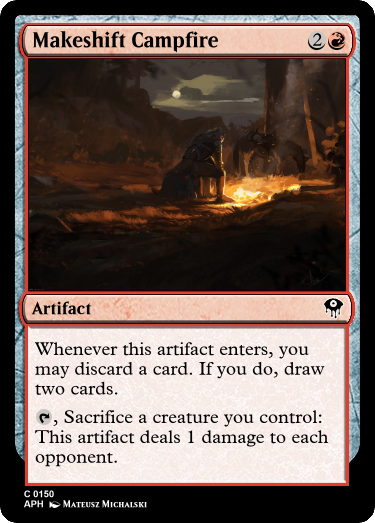 Makeshift Campfire 2
Artifact
Whenever this artifact enters, you
may discard a card. If you do, draw
two cards.
, Sacrifice a creature you control:
This artifact deals 1 damage to each
opponent.
C 0150
APH Mateusz Michalski